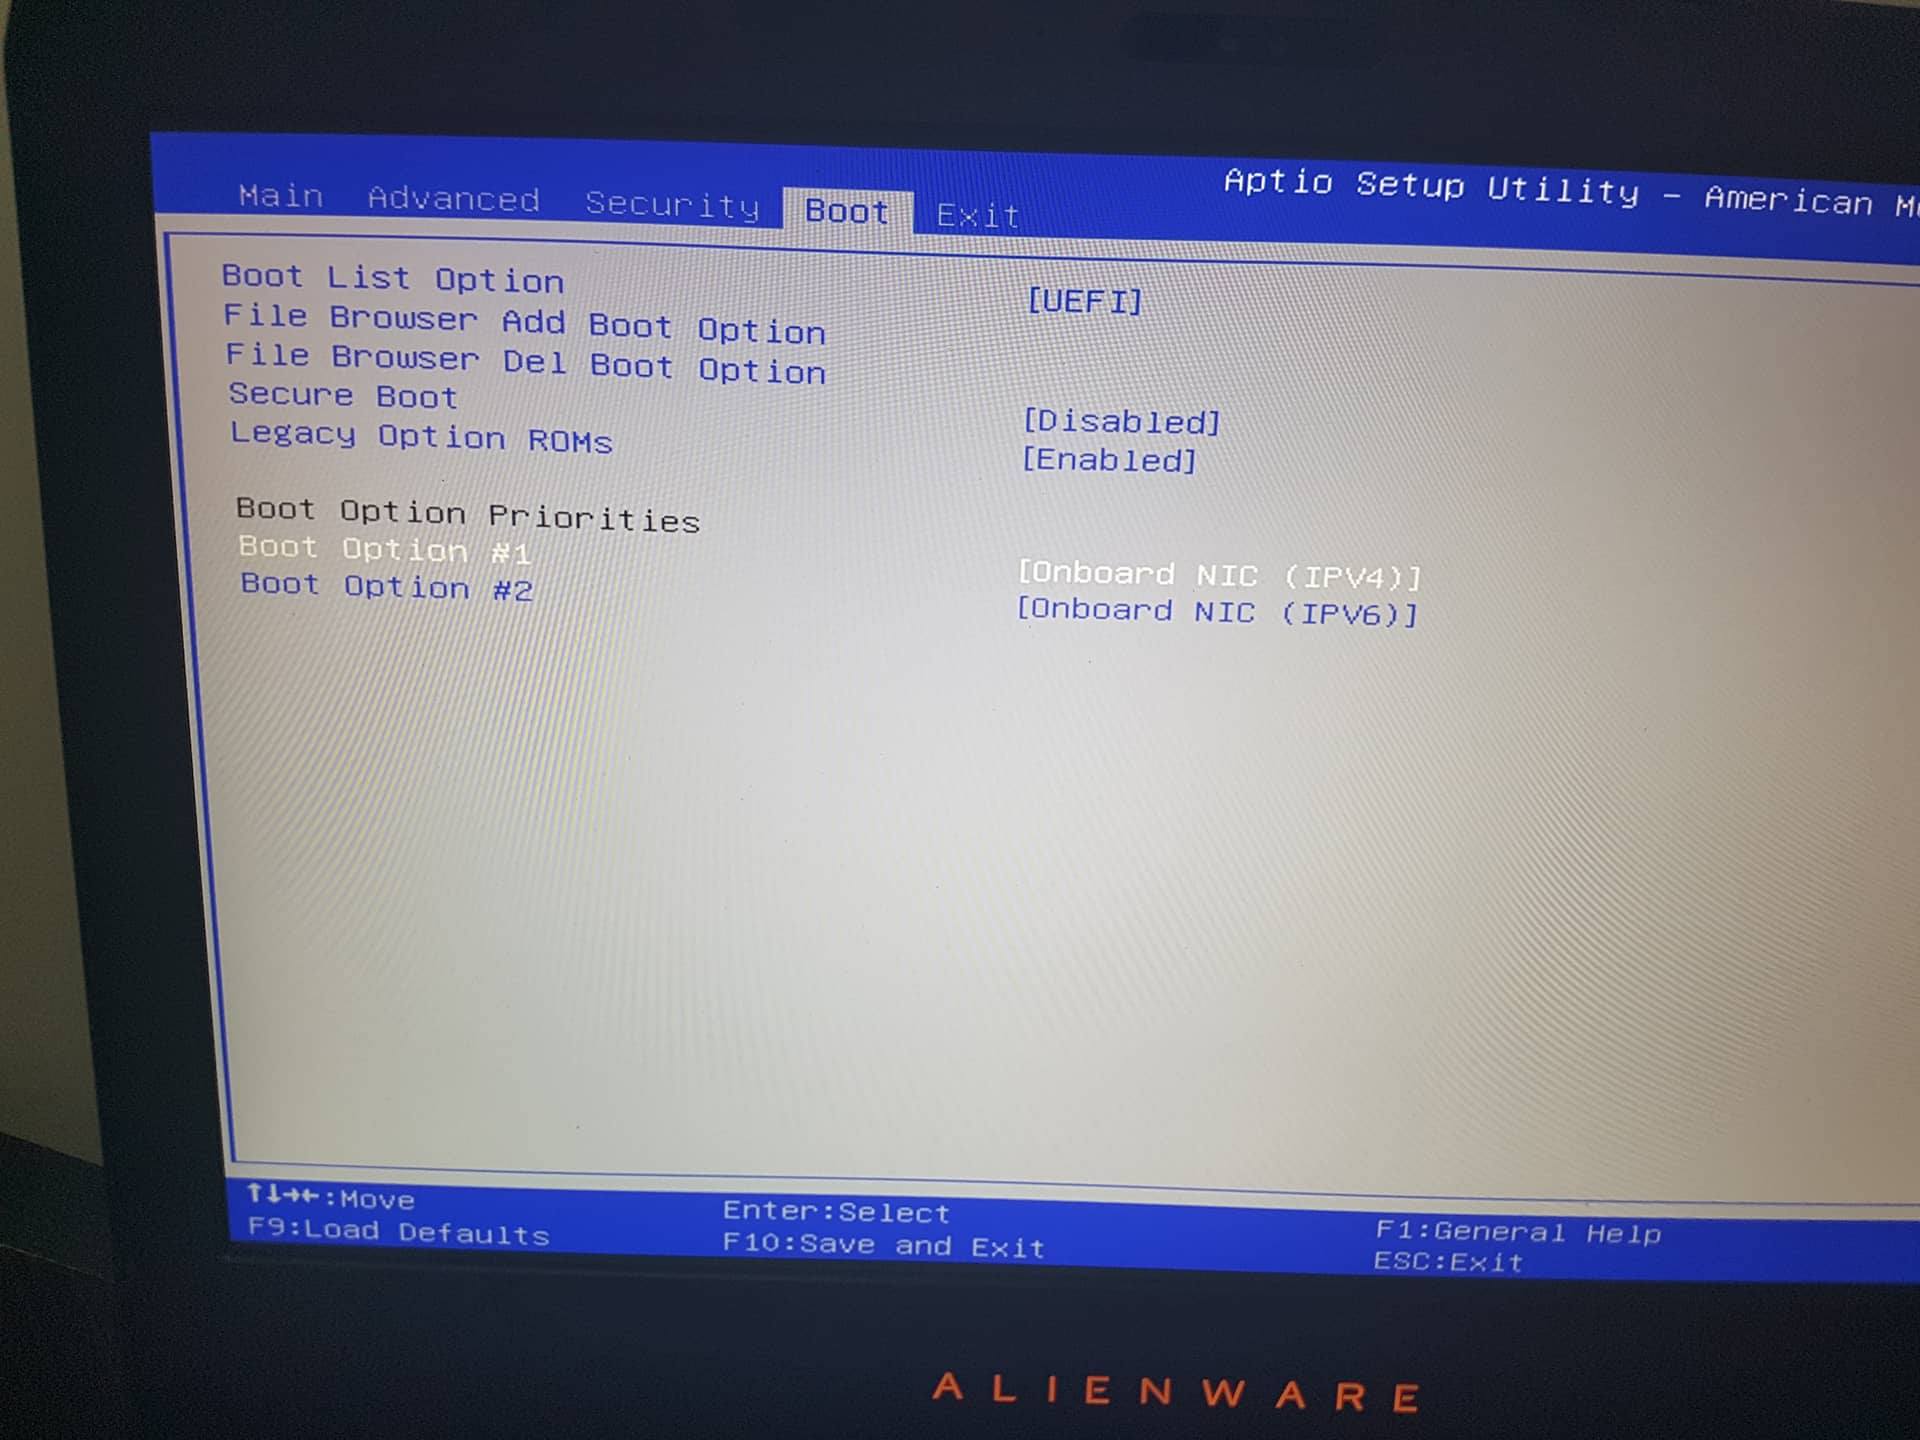 Aptio Setup Utility - American
Main Advanced Security Boot Exit
Boot List Option [UEFI]
File Browser Add Boot Option
File Browser Del Boot Option
Secure Boot [Disabled]
Legacy Option ROMs [Enabled]
Boot Option Priorities
Boot Option #1 [Onboard NIC (IPV4)]
Boot Option #2 [Onboard NIC (IPV6)]
↑↓→←:Move Enter:Select F1:General Help
F9:Load Defaults F10:Save and Exit ESC:Exit
ALIENWARE